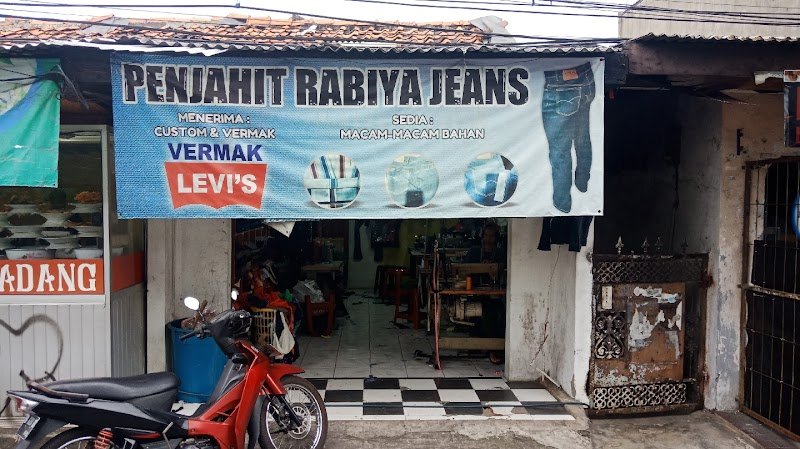 PENJAHIT RABIYA JEANS
MENERIMA :
CUSTOM & VERMAK
SEDIA :
MACAM-MACAM BAHAN
VERMAK
LEVI'S
ADANG